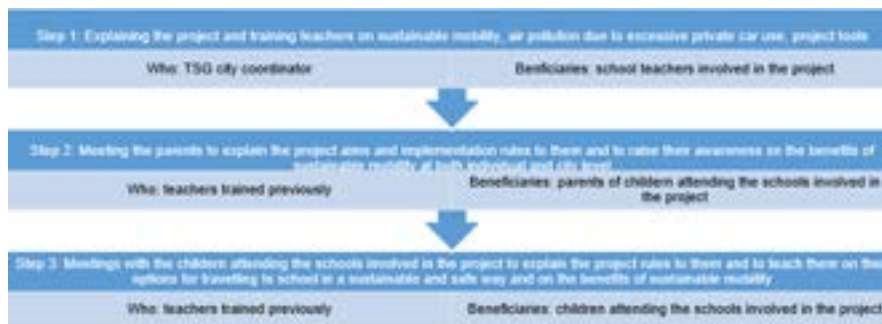 Step 1: Explaining the project and training teachers on sustainable mobility, air pollution due to excessive private car use, project tools
Who: TSG city coordinator
Benficiaries: school teachers involved in the project
Step 2: Meeting the parents to explain the project aims and implementation rules to them and to raise their awareness on the benefits of
sustainable mobility at both individual and city level
Who: teachers trained previously
Beneficiaries: parents of childern attending the schools involved in
the project
Step 3: Meetings with the childern attending the schools involved in the project to explain the project rules to them and to teach them on the
options for travelling to school in a sustainable and safe way and on the benefits of sustainable mobility
Who: teachers trained previously
Beneficiaries: children attending the schools involved in the project